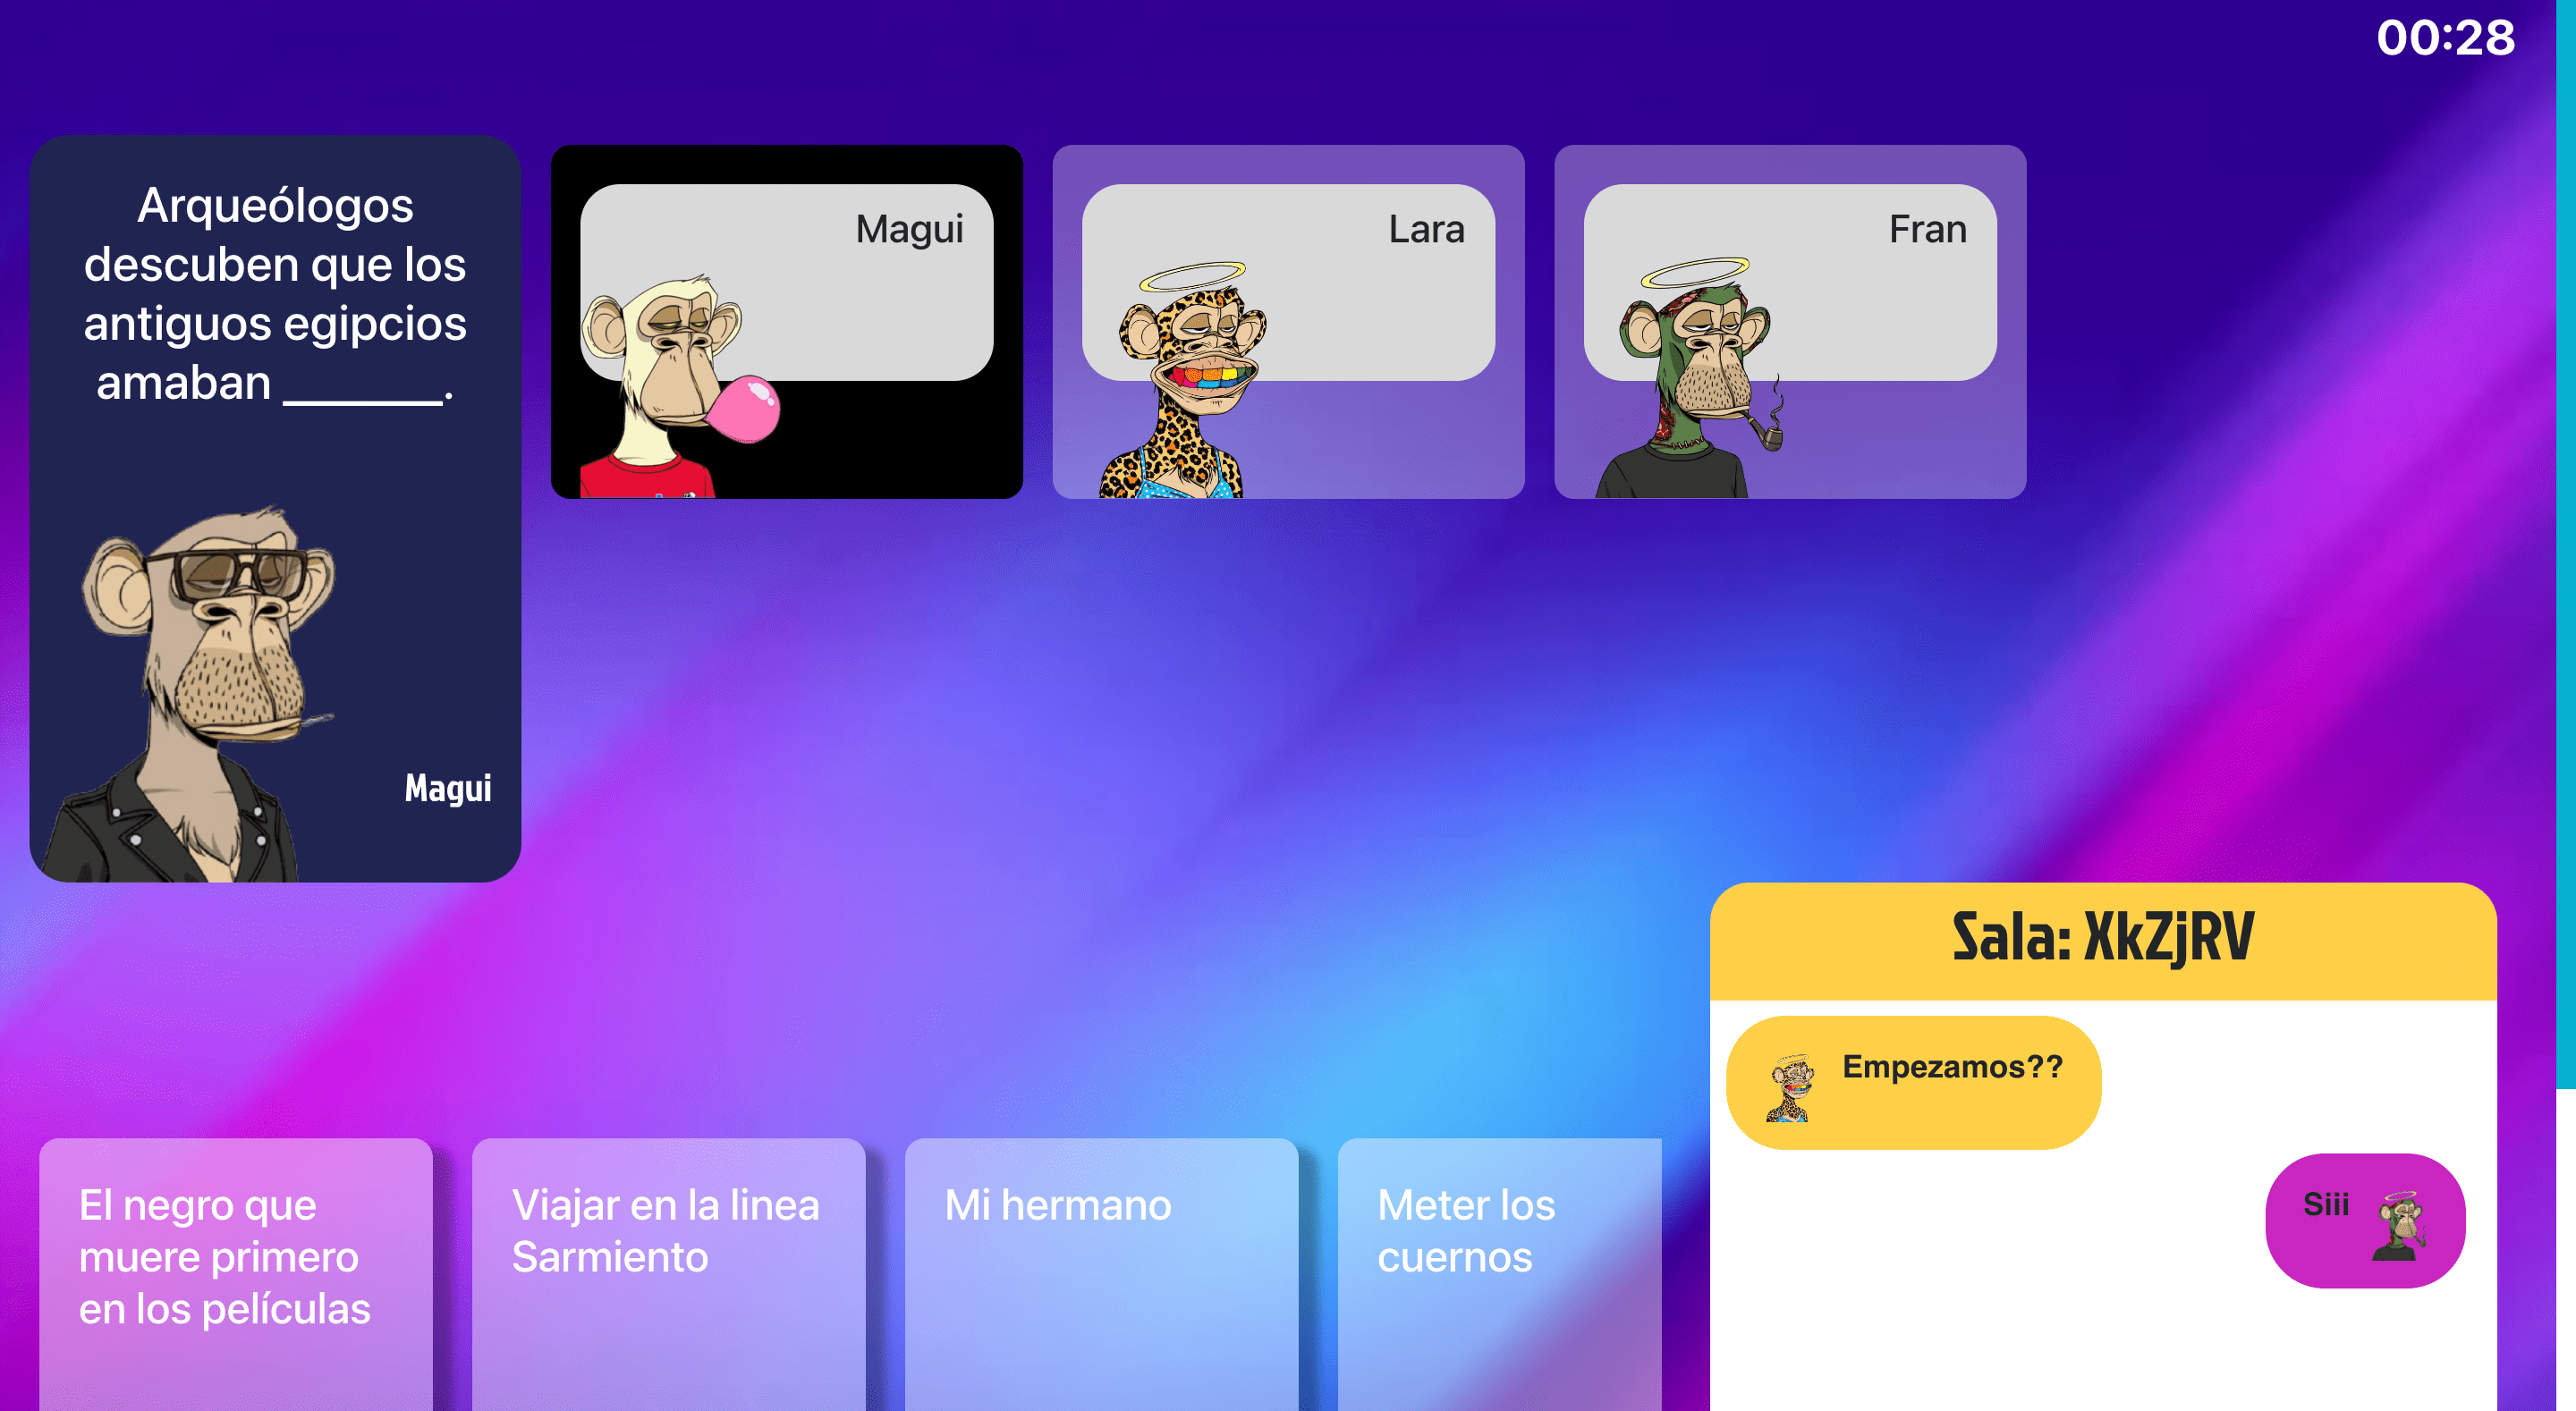 00:28
Arqueólogos
descuben que los
antiguos egipcios
amaban ______.
Magui
Magui
Lara
Fran
Sala: XkZjRV
Empezamos??
Siii
El negro que
muere primero
en los películas
Viajar en la linea
Sarmiento
Mi hermano
Meter los
cuernos